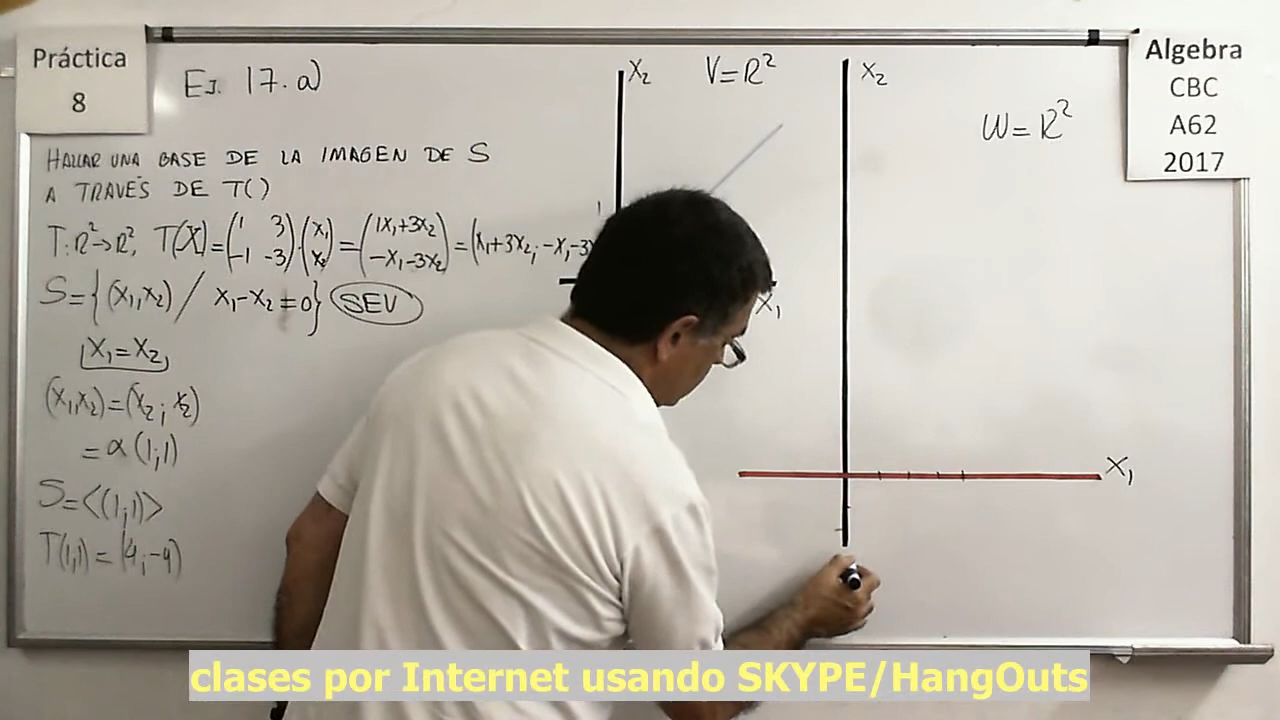 Práctica
8
Ej. 17.a)
HALLAR UNA BASE DE LA IMAGEN DE S
A TRAVÉS DE T()
T: R²→R², T(X)=(1 3 / -1 -3)·(x₁ / x₂)=(1x₁+3x₂ / -x₁-3x₂)=(x₁+3x₂; -x₁-3x
S={(x₁,x₂) / x₁-x₂=0} SEV
x₁=x₂
(x₁,x₂)=(x₂; x₂)
=α(1;1)
S=<(1;1)>
T(1,1)=(4;-4)
x₂
V=R²
1
x₁
x₂
W=R²
x₁
Algebra
CBC
A62
2017
clases por Internet usando SKYPE/HangOuts